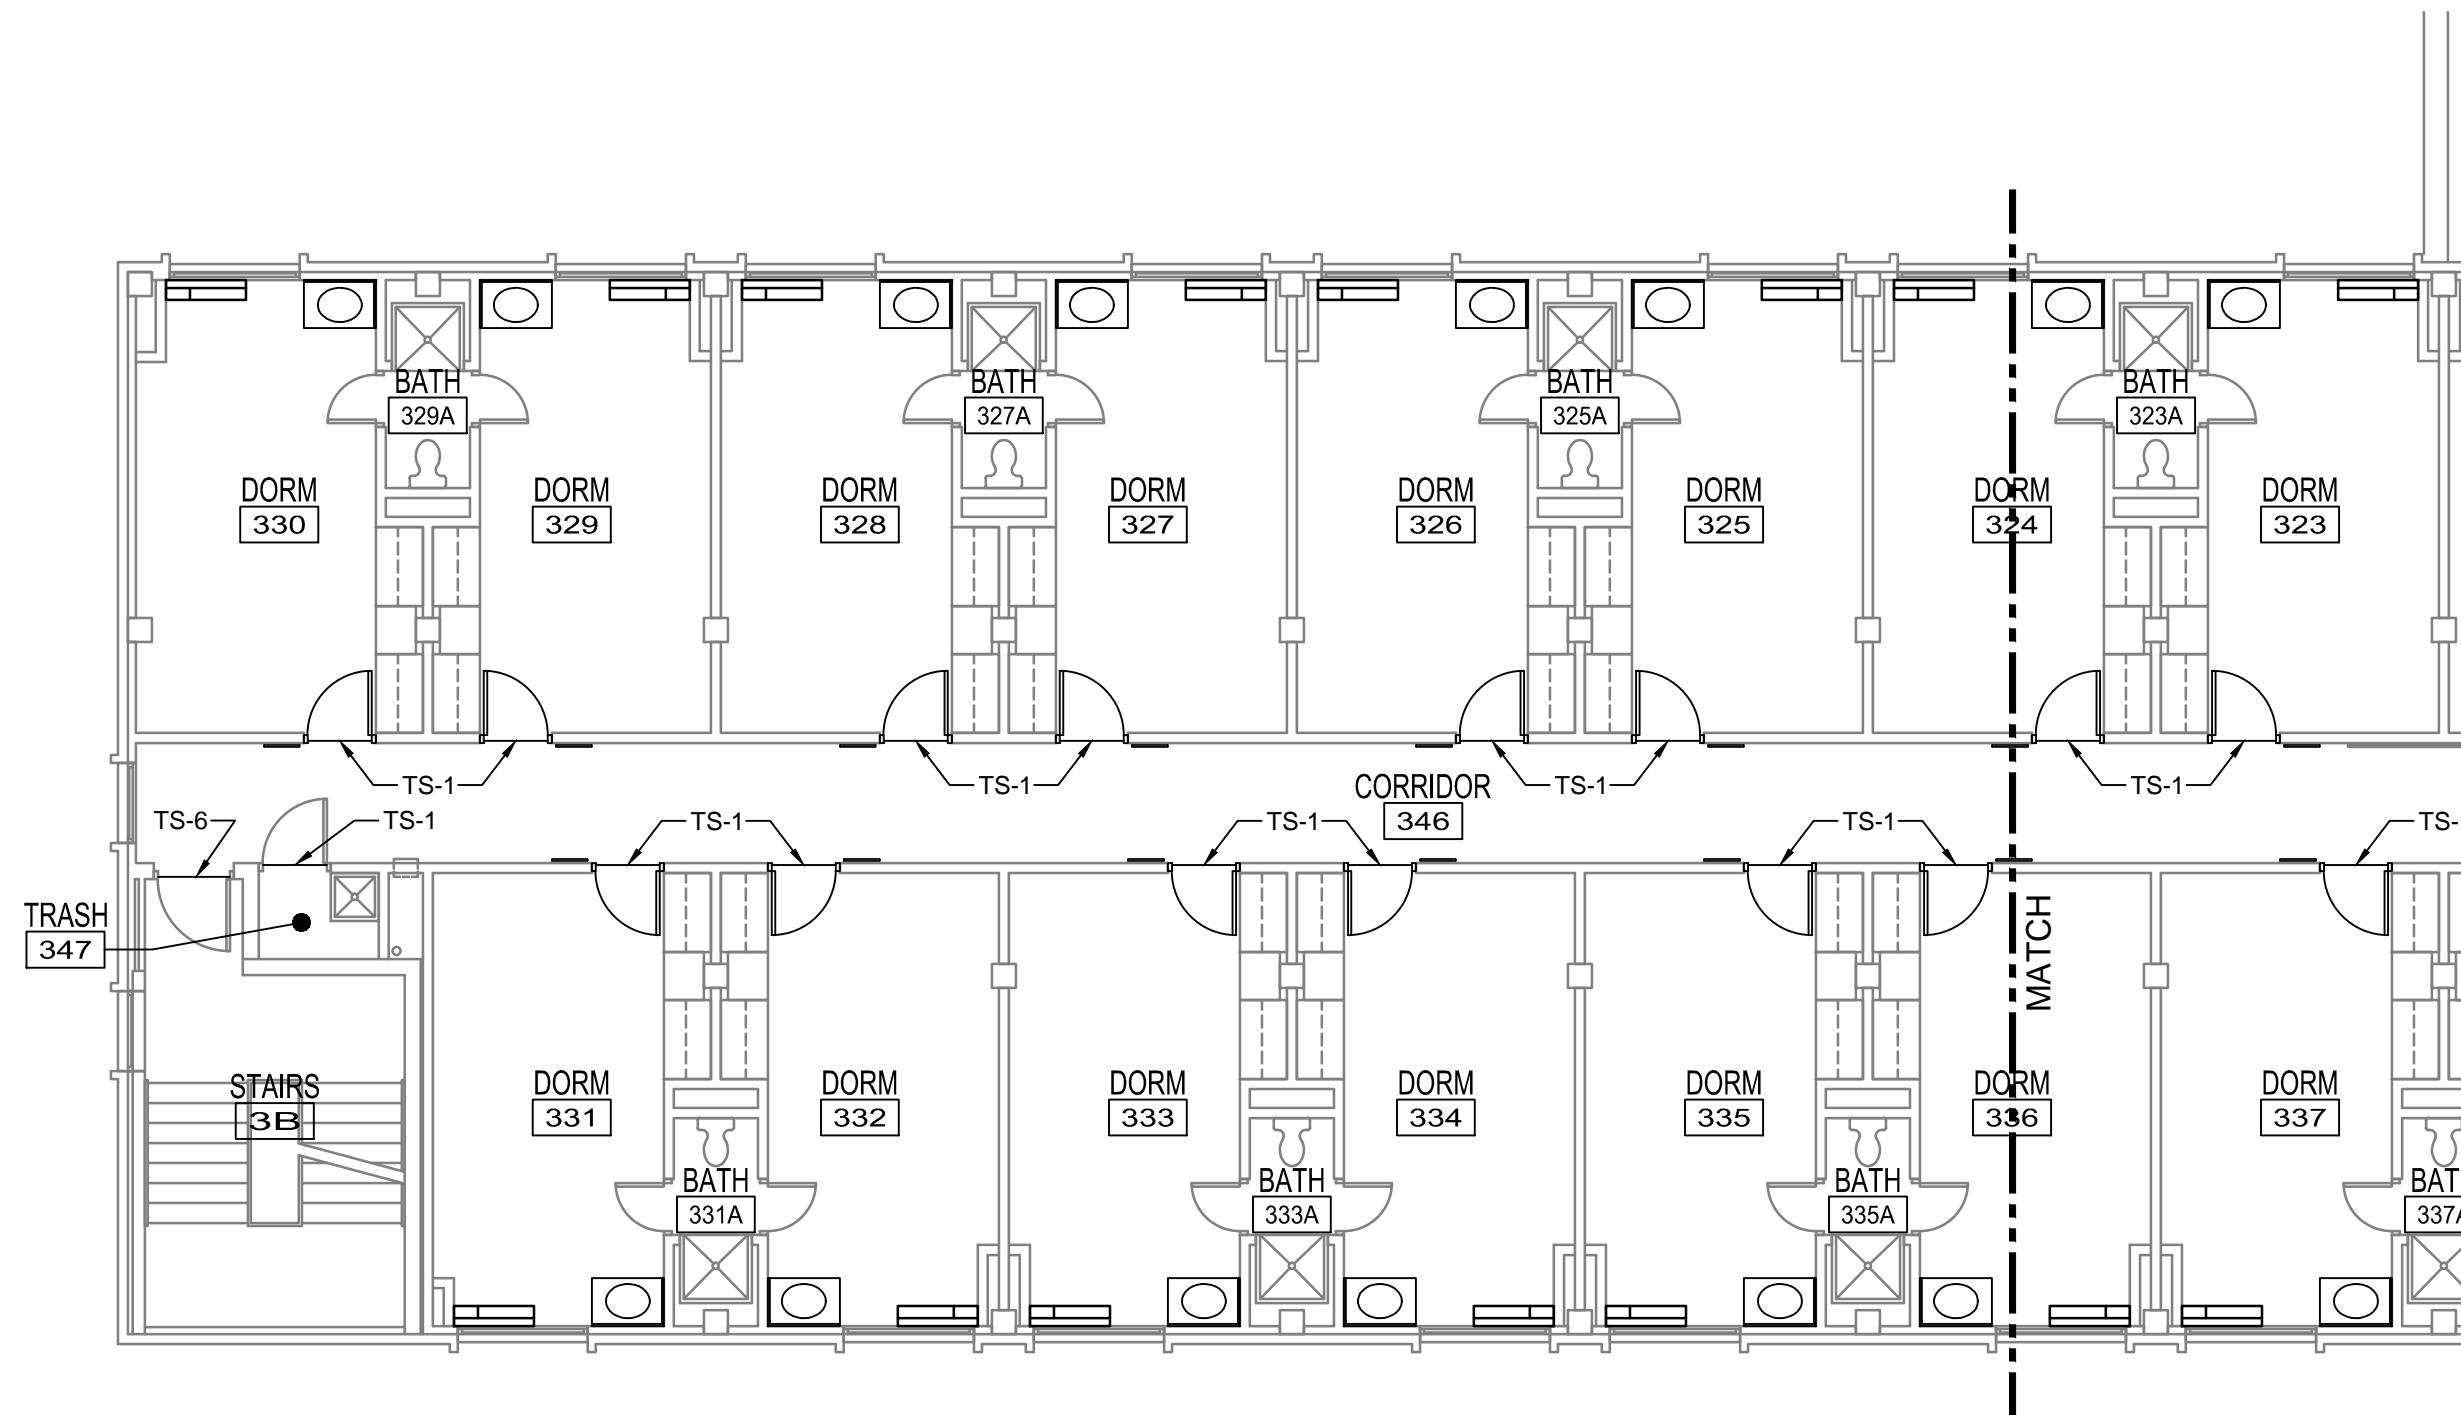 BATH
329A
BATH
327A
BATH
325A
BATH
323A
DORM
330
DORM
329
DORM
328
DORM
327
DORM
326
DORM
325
DORM
324
DORM
323
TS-1
TS-1
TS-1
TS-1
CORRIDOR
346
TS-6
TS-1
TS-1
TS-1
TS-1
TS-
TRASH
347
MATCH
STAIRS
3B
DORM
331
DORM
332
DORM
333
DORM
334
DORM
335
DORM
336
DORM
337
BATH
331A
BATH
333A
BATH
335A
BAT
337A